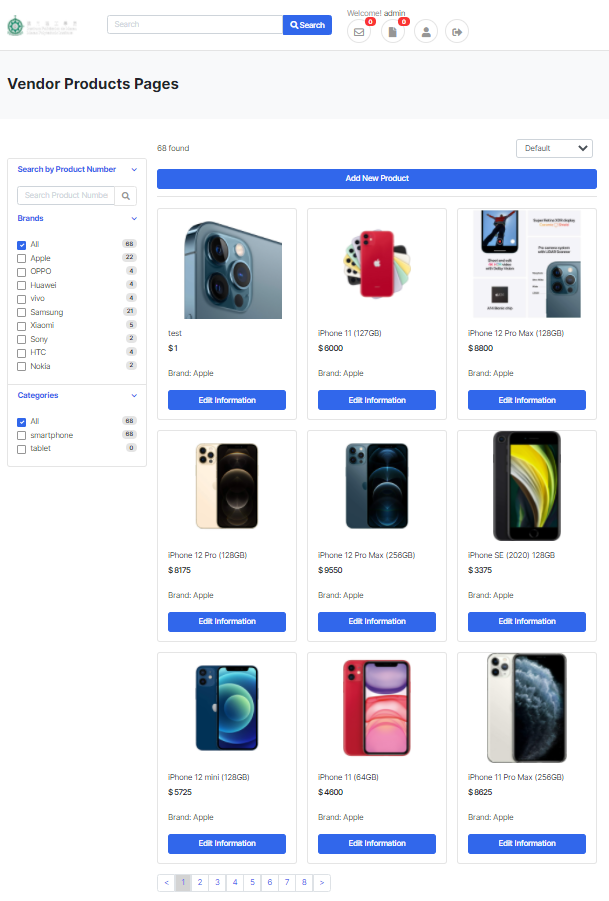 Welcome! admin
Search
Search
0
0
Vendor Products Pages
68 found
Default
Search by Product Number
Search Product Numbe
Brands
All 68
Apple 22
OPPO 4
Huawei 4
vivo 4
Samsung 21
Xiaomi 5
Sony 2
HTC 4
Nokia 2
Categories
All 68
smartphone 68
tablet 0
Add New Product
test
$ 1
Brand: Apple
Edit Information
iPhone 11 (127GB)
$ 6000
Brand: Apple
Edit Information
iPhone 12 Pro Max (128GB)
$ 8800
Brand: Apple
Edit Information
iPhone 12 Pro (128GB)
$ 8175
Brand: Apple
Edit Information
iPhone 12 Pro Max (256GB)
$ 9550
Brand: Apple
Edit Information
iPhone SE (2020) 128GB
$ 3375
Brand: Apple
Edit Information
iPhone 12 mini (128GB)
$ 5725
Brand: Apple
Edit Information
iPhone 11 (64GB)
$ 4600
Brand: Apple
Edit Information
iPhone 11 Pro Max (256GB)
$ 8625
Brand: Apple
Edit Information
< 1 2 3 4 5 6 7 8 >